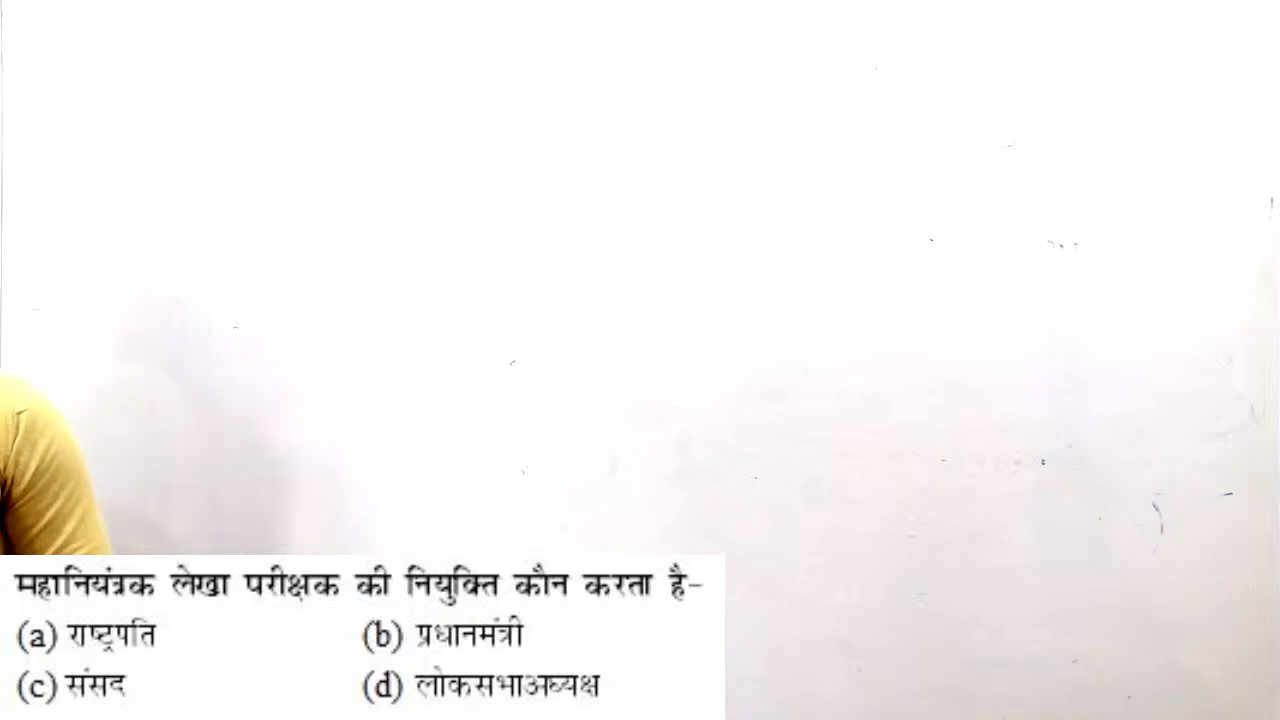 महानियंत्रक लेखा परीक्षक की नियुक्ति कौन करता है-
(a) राष्ट्रपति (b) प्रधानमंत्री
(c) संसद (d) लोकसभाअध्यक्ष